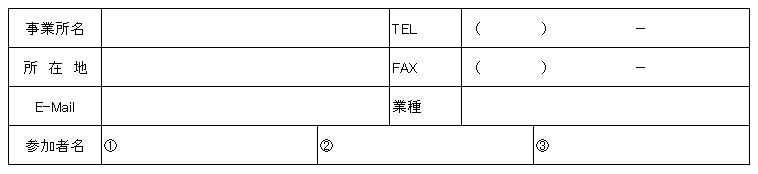 事業所名 TEL （　　　）　　　　－
所　在　地 FAX （　　　）　　　　－
E-Mail 業種
参加者名 ① ② ③